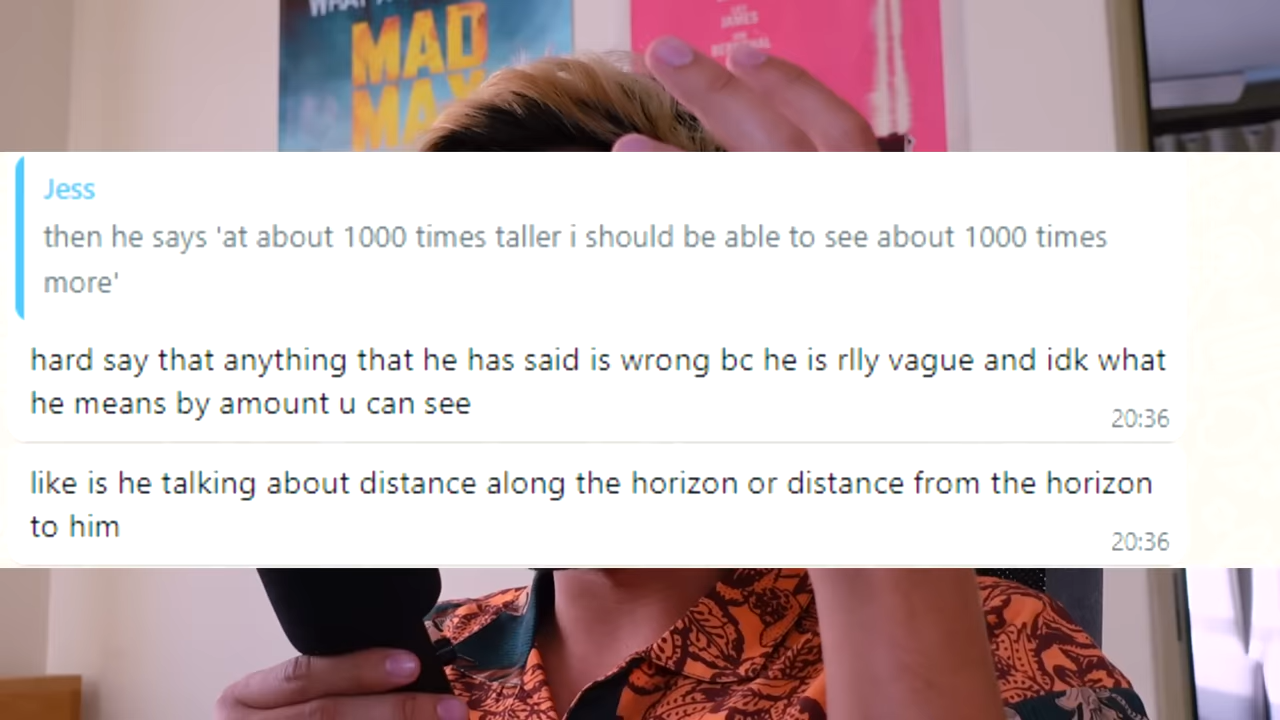 MAD
MAX
JAMES
Jess
then he says 'at about 1000 times taller i should be able to see about 1000 times
more'
hard say that anything that he has said is wrong bc he is rlly vague and idk what
he means by amount u can see
20:36
like is he talking about distance along the horizon or distance from the horizon
to him
20:36